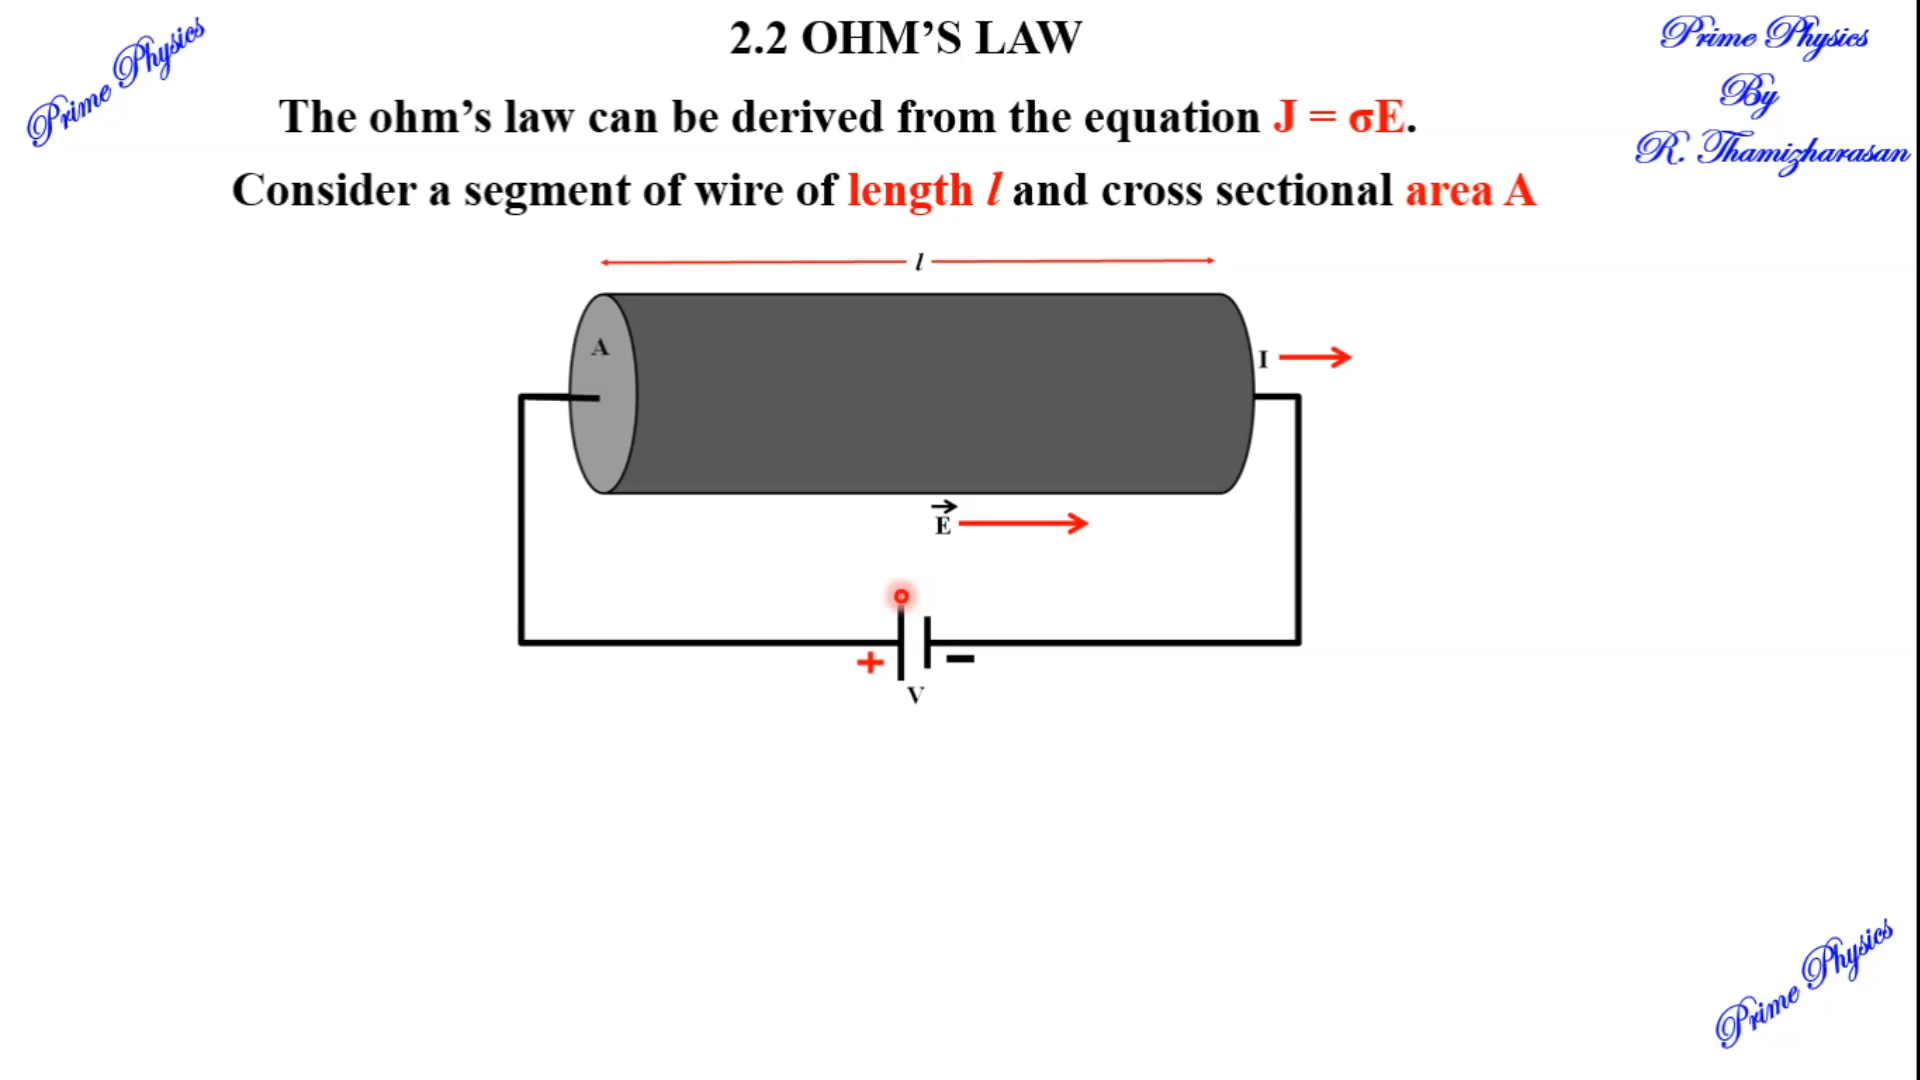 Prime Physics
2.2 OHM’S LAW
Prime Physics
By
R. Thamizharasan
The ohm’s law can be derived from the equation J = σE.
Consider a segment of wire of length l and cross sectional area A
l
A
I
E
+
−
V
Prime Physics